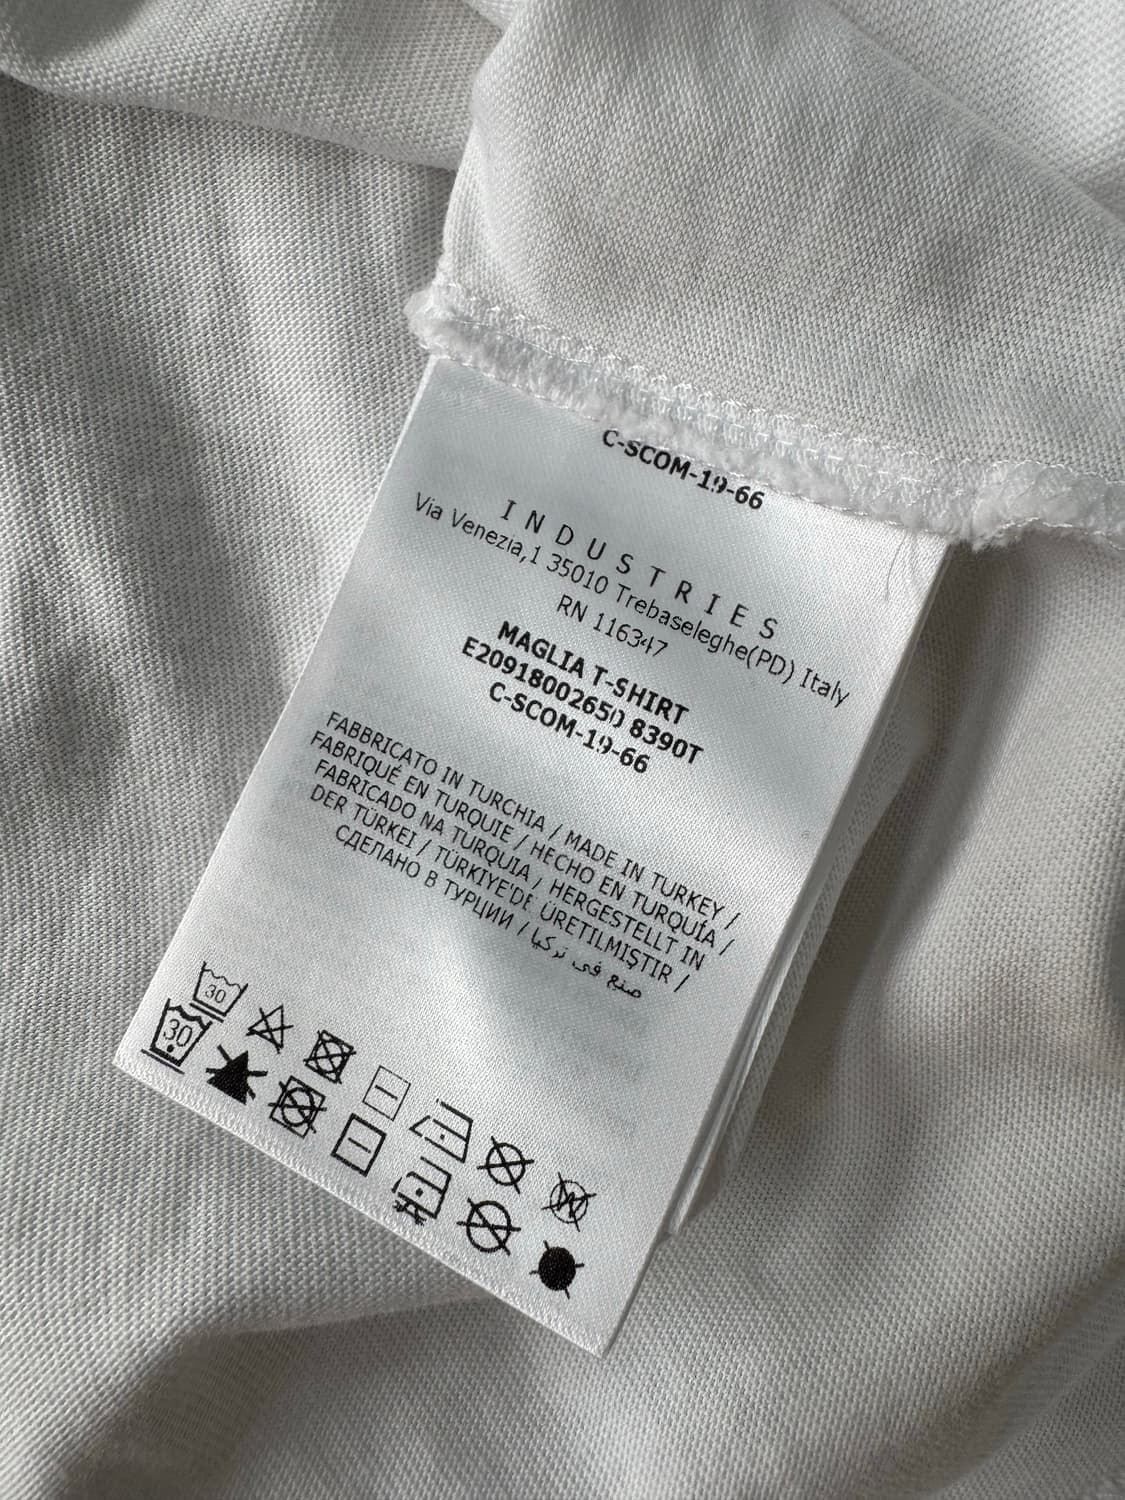 C-SCOM-19-66
INDUSTRIES
Via Venezia,1 35010 Trebaseleghe(PD) Italy
RN 116347
MAGLIA T-SHIRT
E20918002650 8390T
C-SCOM-19-66
FABBRICATO IN TURCHIA / MADE IN TURKEY /
FABRIQUÉ EN TURQUIE / HECHO EN TURQUÍA /
FABRICADO NA TURQUIA / HERGESTELLT IN
DER TÜRKEI / TÜRKIYE'DE ÜRETILMIŞTIR /
СДЕЛАНО В ТУРЦИИ / صنع في تركيا
30
30
W